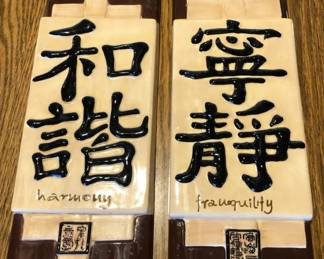 和
諧
harmony
寧
靜
tranquility